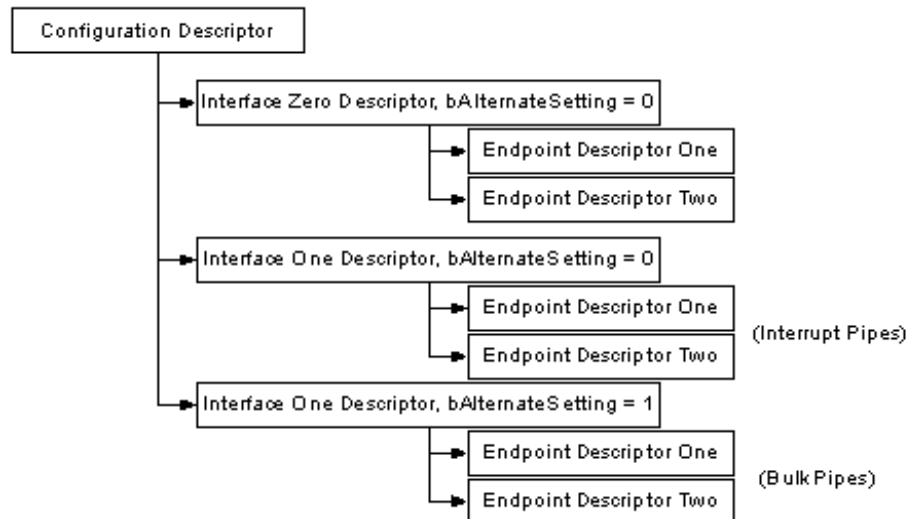 Configuration Descriptor
Interface Zero Descriptor, bAlternateSetting = 0
Endpoint Descriptor One
Endpoint Descriptor Two
Interface One Descriptor, bAlternateSetting = 0
Endpoint Descriptor One
(Interrupt Pipes)
Endpoint Descriptor Two
Interface One Descriptor, bAlternateSetting = 1
Endpoint Descriptor One
(Bulk Pipes)
Endpoint Descriptor Two